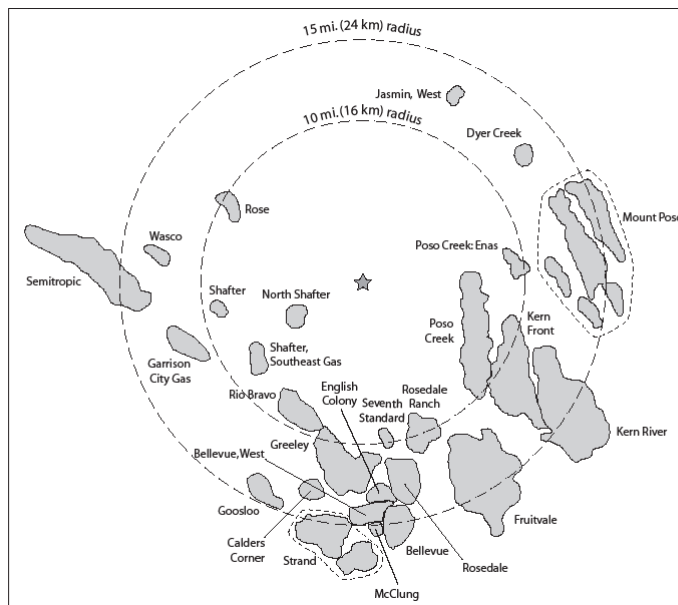 15 mi. (24 km) radius
Jasmin, West
10 mi. (16 km) radius
Dyer Creek
Rose
Mount Poso
Wasco
Poso Creek: Enas
Semitropic
Shafter
North Shafter
Poso
Creek
Kern
Front
Garrison
City Gas
Shafter,
Southeast Gas
Rio Bravo
English
Colony
Seventh
Standard
Rosedale
Ranch
Greeley
Kern River
Bellevue, West
Goosloo
Fruitvale
Calders
Corner
Strand
Bellevue
Rosedale
McClung